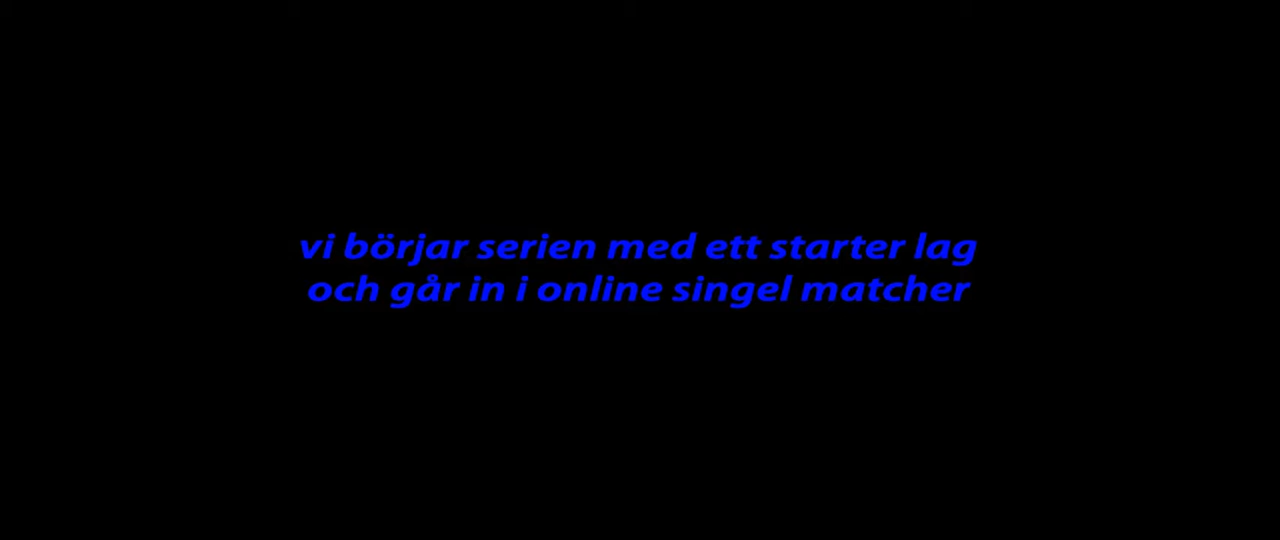 vi börjar serien med ett starter lag
och går in i online singel matcher